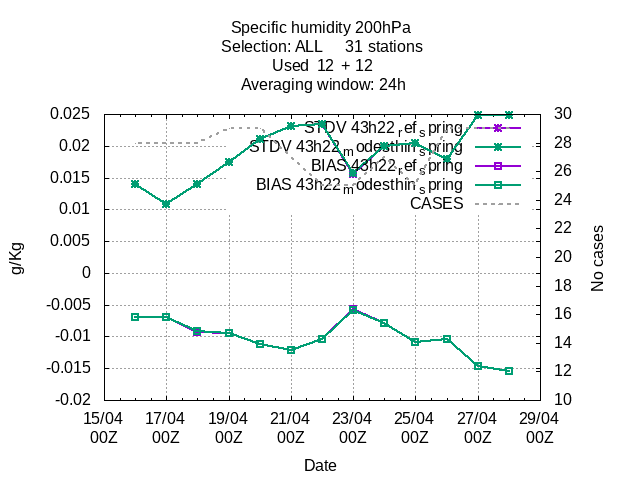 Specific humidity 200hPa
Selection: ALL 31 stations
Used 12 + 12
Averaging window: 24h
g/Kg
0.025
0.02
0.015
0.01
0.005
0
-0.005
-0.01
-0.015
-0.02
STDV 43h22_ref_spring
STDV 43h22_modesthin_spring
BIAS 43h22_ref_spring
BIAS 43h22_modesthin_spring
CASES
30
28
26
24
22
20
18
16
14
12
10
No cases
15/04 17/04 19/04 21/04 23/04 25/04 27/04 29/04
00Z 00Z 00Z 00Z 00Z 00Z 00Z 00Z
Date